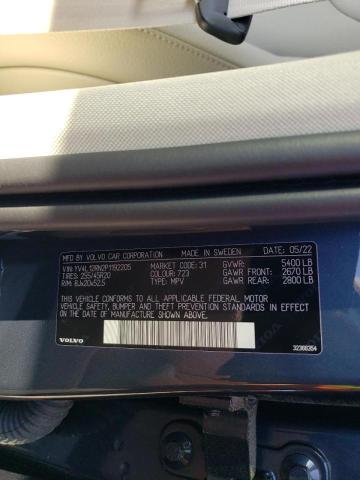 MFD BY VOLVO CAR CORPORATION MADE IN SWEDEN DATE: 05/22
VIN: YV4L12RN2P1192205 MARKET CODE: 31 GVWR: 5400 LB
TIRES: 255/45R20 COLOUR: 723 GAWR FRONT: 2670 LB
RIM: 8Jx20x52.5 TYPE: MPV GAWR REAR: 2800 LB
THIS VEHICLE CONFORMS TO ALL APPLICABLE FEDERAL MOTOR
VEHICLE SAFETY, BUMPER, AND THEFT PREVENTION
STANDARDS IN EFFECT ON THE DATE OF
MANUFACTURE SHOWN ABOVE.
VOLVO 32368354